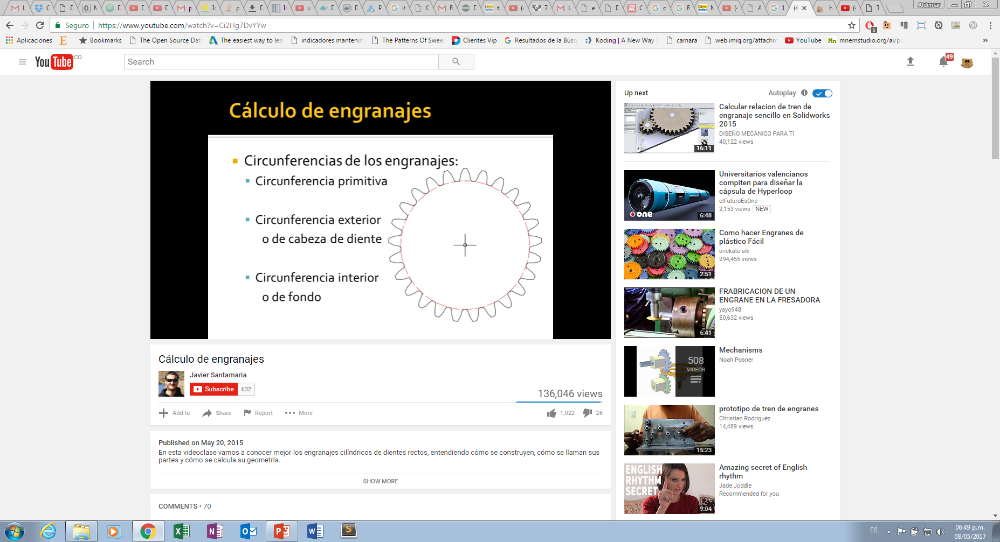 Aldemar
Seguro
https://www.youtube.com/watch?v=Ci2Hg7DvYYw
5
Aplicaciones
Bookmarks
The Open Source Dat
The easiest way to lea
indicadores mantenim
The Patterns Of Sweep
Clientes Vip
Resultados de la Búsq
Koding | A New Way
camara
web.imiq.org/attachm
YouTube
mnemstudio.org/ai/p
»
YouTube CO
Search
49
Cálculo de engranajes
Circunferencias de los engranajes:
Circunferencia primitiva
Circunferencia exterior
o de cabeza de diente
Circunferencia interior
o de fondo
Cálculo de engranajes
Javier Santamaria
Subscribe 632
136,046 views
Add to
Share
Report
More
1,022
26
Published on May 20, 2015
En esta videoclase vamos a conocer mejor los engranajes cilíndricos de dientes rectos, entendiendo cómo se construyen, cómo se llaman sus
partes y cómo se calcula su geometría.
SHOW MORE
COMMENTS • 70
Up next
Autoplay
Calcular relacion de tren de
engranaje sencillo en Solidworks
2015
DISEÑO MECÁNICO PARA TI
40,122 views
16:11
Universitarios valencianos
compiten para diseñar la
cápsula de Hyperloop
elFuturoEsOne
2,153 views NEW
one
6:48
Como hacer Engranes de
plástico Fácil
erickato sik
294,455 views
2:51
FRABRICACION DE UN
ENGRANE EN LA FRESADORA
yayo948
50,632 views
6:41
Mechanisms
Noah Posner
508
VIDEOS
prototipo de tren de engranes
Christian Rodriguez
14,489 views
15:23
Amazing secret of English
rhythm
Jade Joddle
Recommended for you
ENGLISH
RHYTHM
SECRET
9:04
ES
06:49 p.m.
08/05/2017